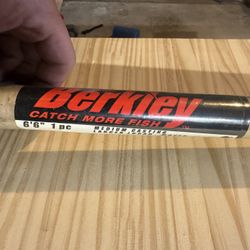 Berkley
CATCH MORE FISH
6'6" 1 pc
MEDIUM CASTING